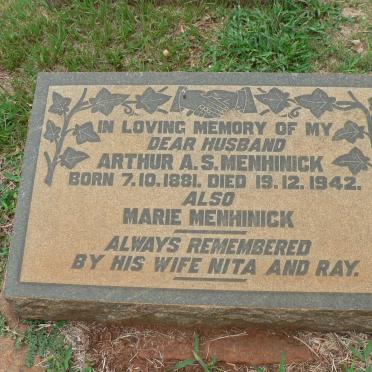 IN LOVING MEMORY OF MY
DEAR HUSBAND
ARTHUR A.S. MENHINICK
BORN 7.10.1881. DIED 19.12.1942.
ALSO
MARIE MENHINICK
ALWAYS REMEMBERED
BY HIS WIFE NITA AND RAY.